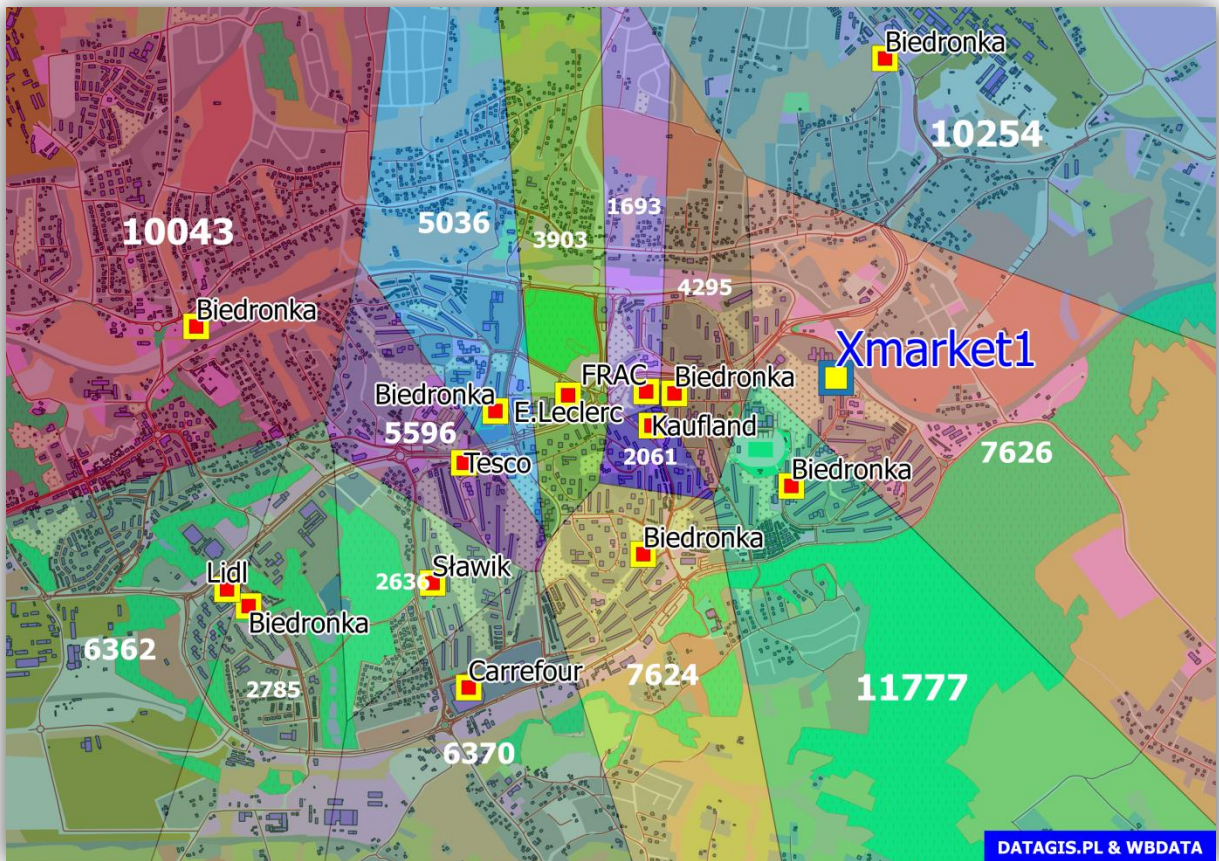 Biedronka
10254
1693
10043
5036
3903
4295
Biedronka
Xmarket1
FRAC
Biedronka
Biedronka
E.Leclerc
Kaufland
5596
2061
7626
Tesco
Biedronka
Biedronka
Sławik
2636
Lidl
Biedronka
6362
Carrefour
7624
2785
11777
6370
DATAGIS.PL & WBDATA